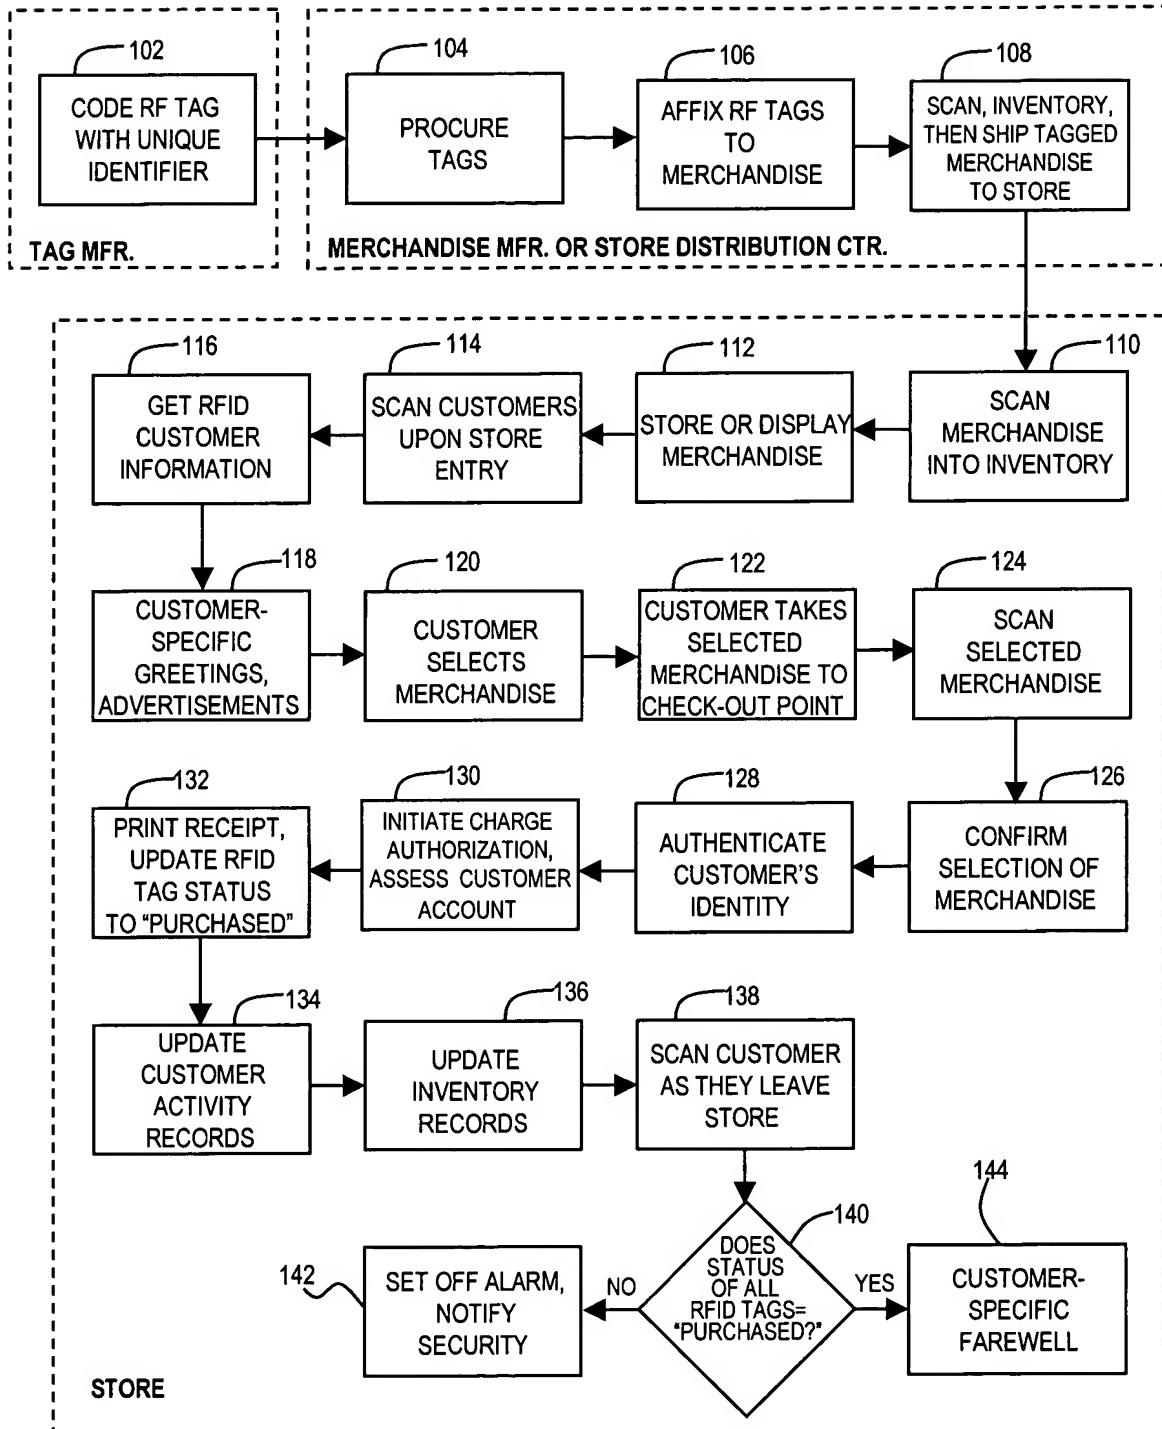 102
CODE RF TAG
WITH UNIQUE
IDENTIFIER
TAG MFR.
104
PROCURE
TAGS
106
AFFIX RF TAGS
TO
MERCHANDISE
108
SCAN, INVENTORY,
THEN SHIP TAGGED
MERCHANDISE
TO STORE
MERCHANDISE MFR. OR STORE DISTRIBUTION CTR.
110
SCAN
MERCHANDISE
INTO INVENTORY
112
STORE OR DISPLAY
MERCHANDISE
114
SCAN CUSTOMERS
UPON STORE
ENTRY
116
GET RFID
CUSTOMER
INFORMATION
118
CUSTOMER-
SPECIFIC
GREETINGS,
ADVERTISEMENTS
120
CUSTOMER
SELECTS
MERCHANDISE
122
CUSTOMER TAKES
SELECTED
MERCHANDISE TO
CHECK-OUT POINT
124
SCAN
SELECTED
MERCHANDISE
126
CONFIRM
SELECTION OF
MERCHANDISE
128
AUTHENTICATE
CUSTOMER'S
IDENTITY
130
INITIATE CHARGE
AUTHORIZATION,
ASSESS CUSTOMER
ACCOUNT
132
PRINT RECEIPT,
UPDATE RFID
TAG STATUS
TO "PURCHASED"
134
UPDATE
CUSTOMER
ACTIVITY
RECORDS
136
UPDATE
INVENTORY
RECORDS
138
SCAN CUSTOMER
AS THEY LEAVE
STORE
140
DOES
STATUS
OF ALL
RFID TAGS=
"PURCHASED?"
NO
142
SET OFF ALARM,
NOTIFY
SECURITY
YES
144
CUSTOMER-
SPECIFIC
FAREWELL
STORE